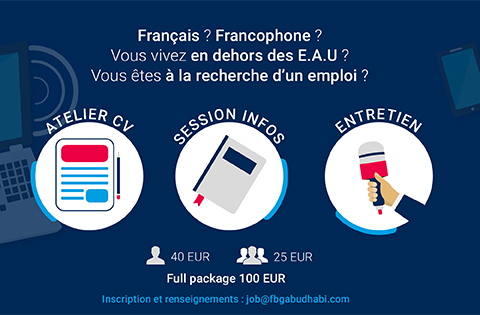 Français ? Francophone ?
Vous vivez en dehors des E.A.U ?
Vous êtes à la recherche d'un emploi ?
ATELIER CV
SESSION INFOS
ENTRETIEN
40 EUR
25 EUR
Full package 100 EUR
Inscription et renseignements : job@fbgabudhabi.com